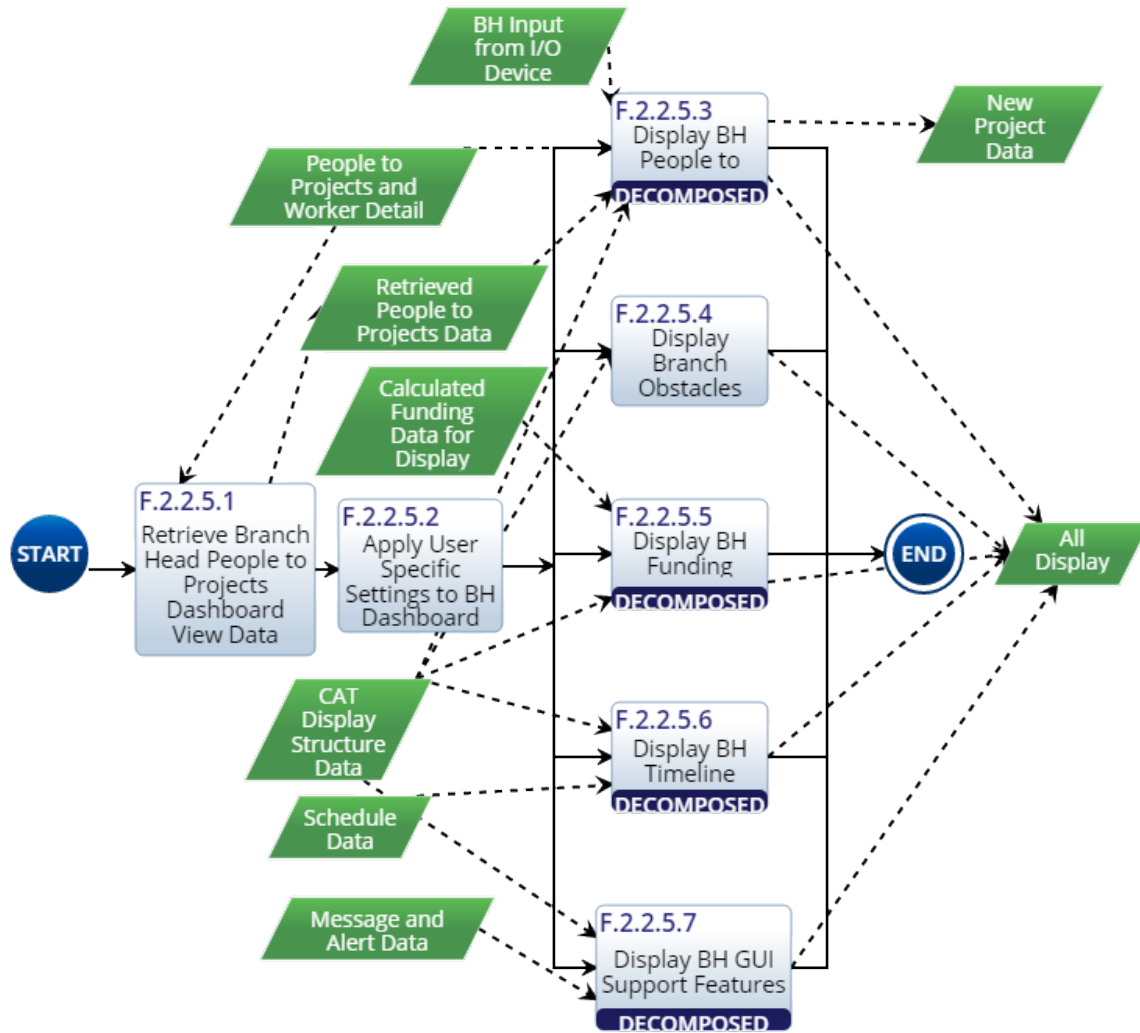 BH Input
from I/O
Device
F.2.2.5.3
Display BH
People to
DECOMPOSED
New
Project
Data
People to
Projects and
Worker Detail
Retrieved
People to
Projects Data
F.2.2.5.4
Display
Branch
Obstacles
Calculated
Funding
Data for
Display
START
F.2.2.5.1
Retrieve Branch
Head People to
Projects
Dashboard
View Data
F.2.2.5.2
Apply User
Specific
Settings to BH
Dashboard
F.2.2.5.5
Display BH
Funding
DECOMPOSED
END
All
Display
CAT
Display
Structure
Data
F.2.2.5.6
Display BH
Timeline
DECOMPOSED
Schedule
Data
Message and
Alert Data
F.2.2.5.7
Display BH GUI
Support Features
DECOMPOSED